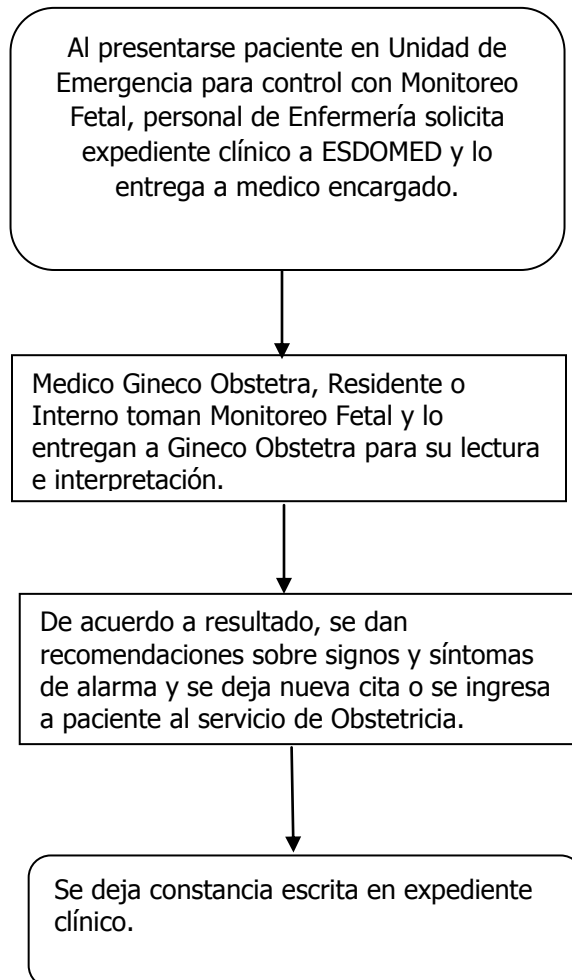 Al presentarse paciente en Unidad de
Emergencia para control con Monitoreo
Fetal, personal de Enfermería solicita
expediente clínico a ESDOMED y lo
entrega a medico encargado.
Medico Gineco Obstetra, Residente o
Interno toman Monitoreo Fetal y lo
entregan a Gineco Obstetra para su lectura
e interpretación.
De acuerdo a resultado, se dan
recomendaciones sobre signos y síntomas
de alarma y se deja nueva cita o se ingresa
a paciente al servicio de Obstetricia.
Se deja constancia escrita en expediente
clínico.